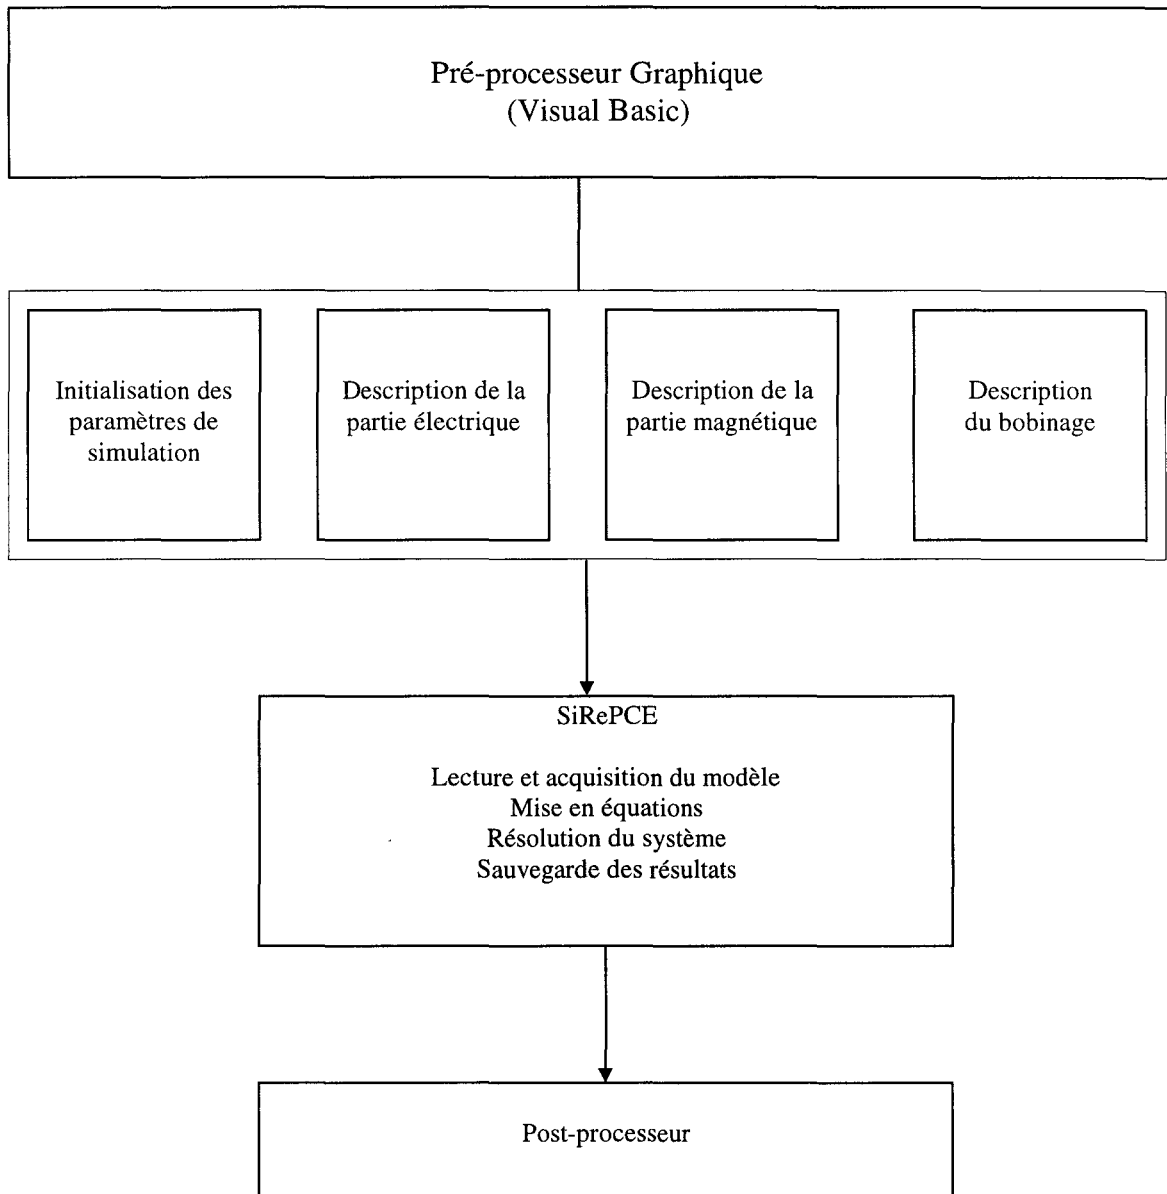 Pré-processeur Graphique
(Visual Basic)
Initialisation des
paramètres de
simulation
Description de la
partie électrique
Description de la
partie magnétique
Description
du bobinage
SiRePCE
Lecture et acquisition du modèle
Mise en équations
Résolution du système
Sauvegarde des résultats
Post-processeur